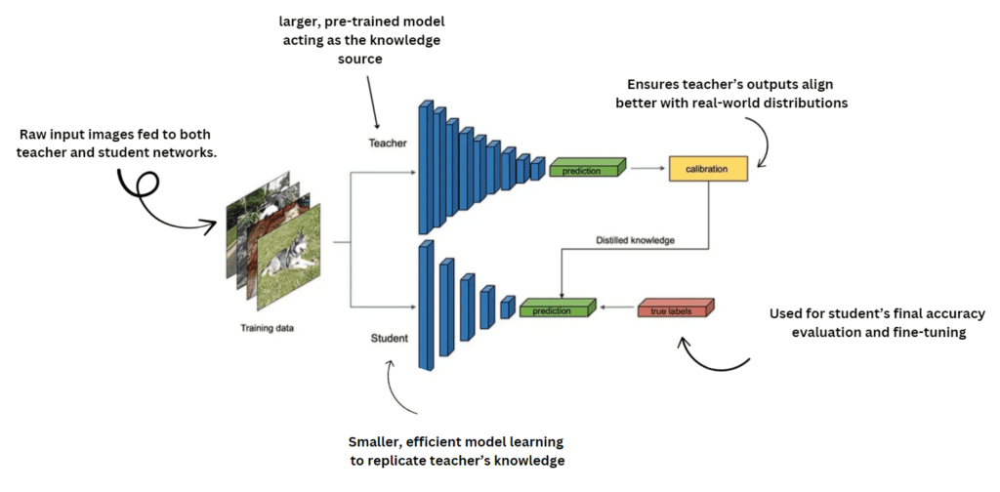 larger, pre-trained model
acting as the knowledge
source
Ensures teacher’s outputs align
better with real-world distributions
Raw input images fed to both
teacher and student networks.
Teacher
prediction
calibration
Distilled knowledge
prediction
true labels
Training data
Student
Used for student’s final accuracy
evaluation and fine-tuning
Smaller, efficient model learning
to replicate teacher’s knowledge